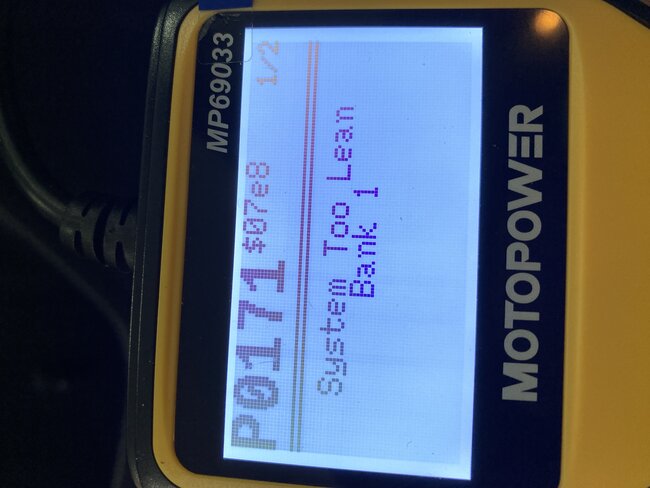 MP69033
P0171 $07e8 1/2
System Too Lean
Bank 1
MOTOPOWER